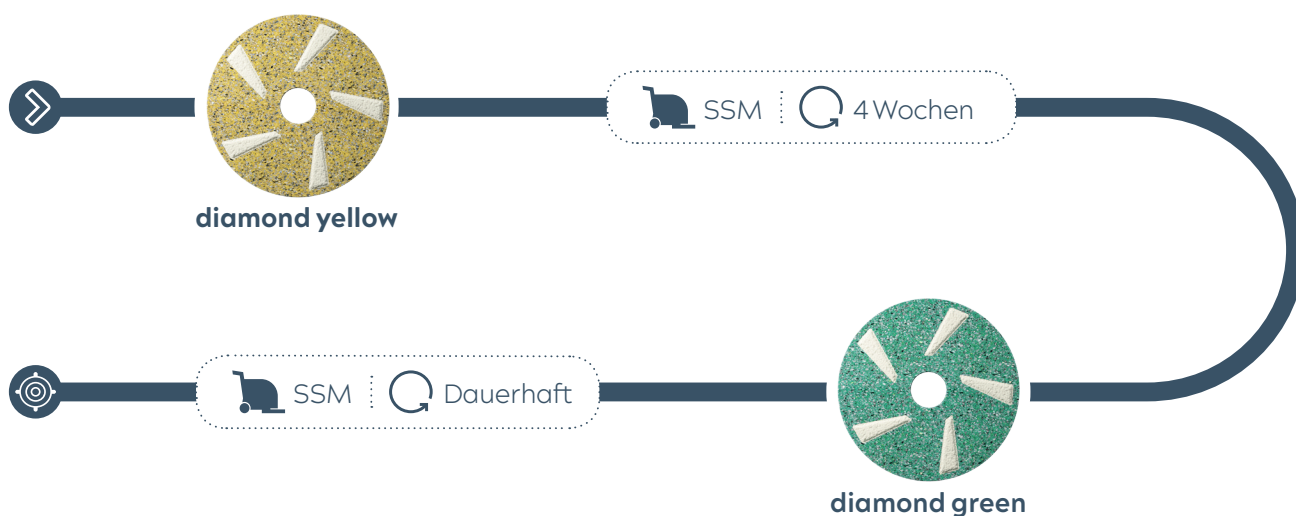 diamond yellow
SSM
4 Wochen
diamond green
SSM
Dauerhaft